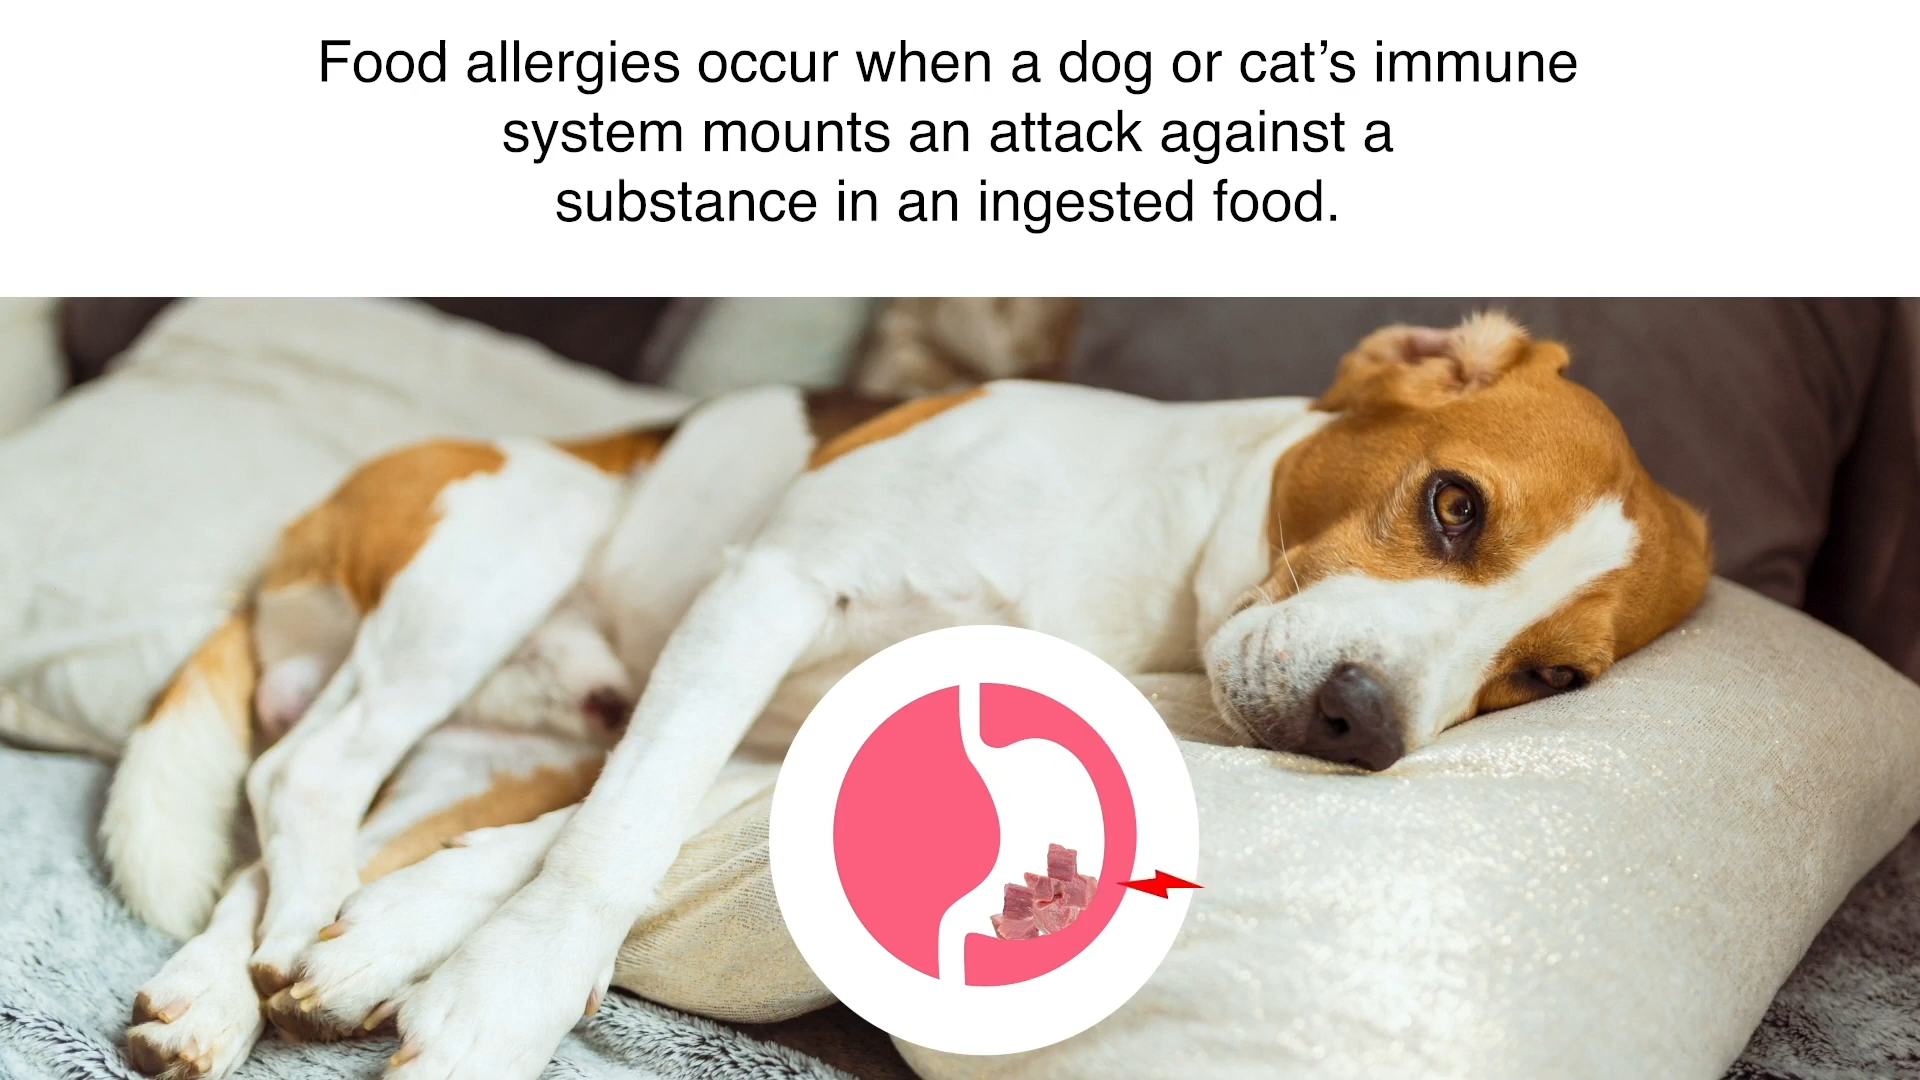 Food allergies occur when a dog or cat’s immune
system mounts an attack against a
substance in an ingested food.